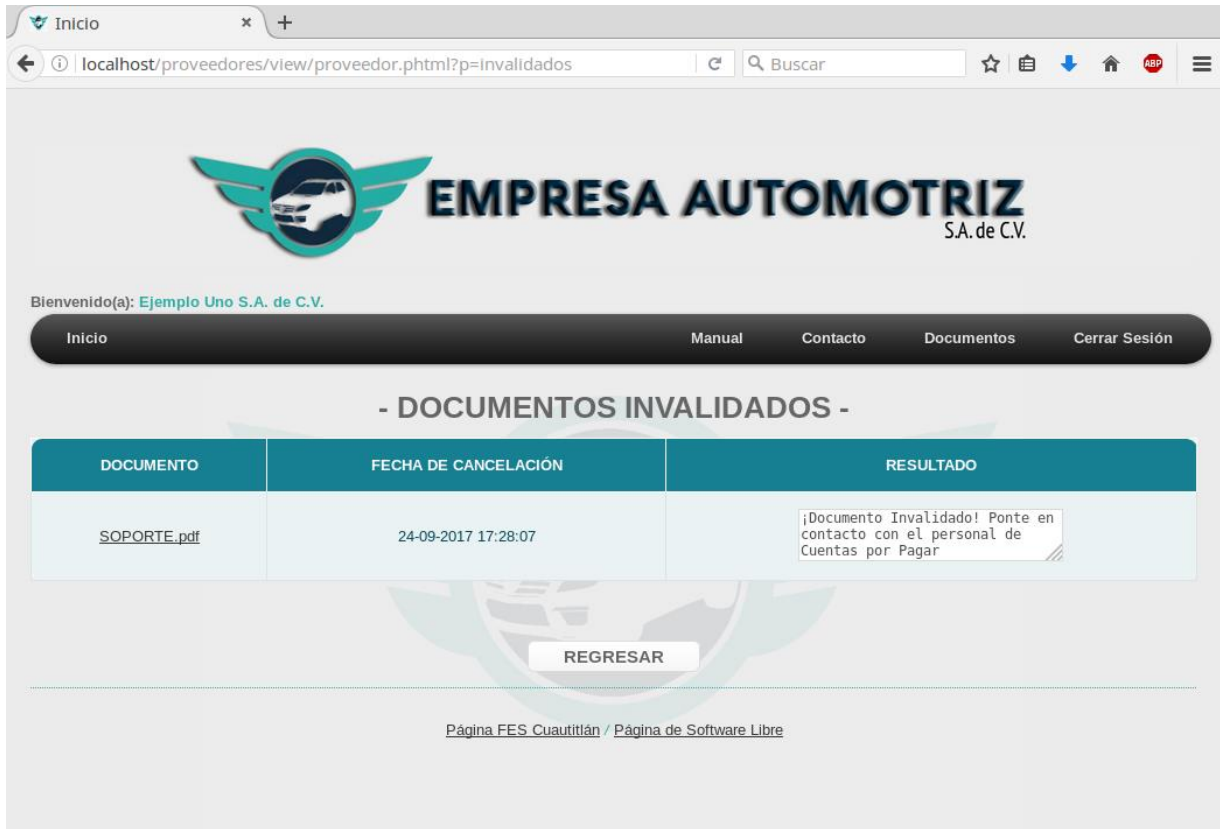 Inicio
localhost/proveedores/view/proveedor.phtml?p=invalidados
Buscar
ABP
EMPRESA AUTOMOTRIZ
S.A. de C.V.
Bienvenido(a): Ejemplo Uno S.A. de C.V.
Inicio Manual Contacto Documentos Cerrar Sesión
- DOCUMENTOS INVALIDADOS -
DOCUMENTO FECHA DE CANCELACIÓN RESULTADO
SOPORTE.pdf 24-09-2017 17:28:07
¡Documento Invalidado! Ponte en
contacto con el personal de
Cuentas por Pagar
REGRESAR
Página FES Cuautitlán / Página de Software Libre